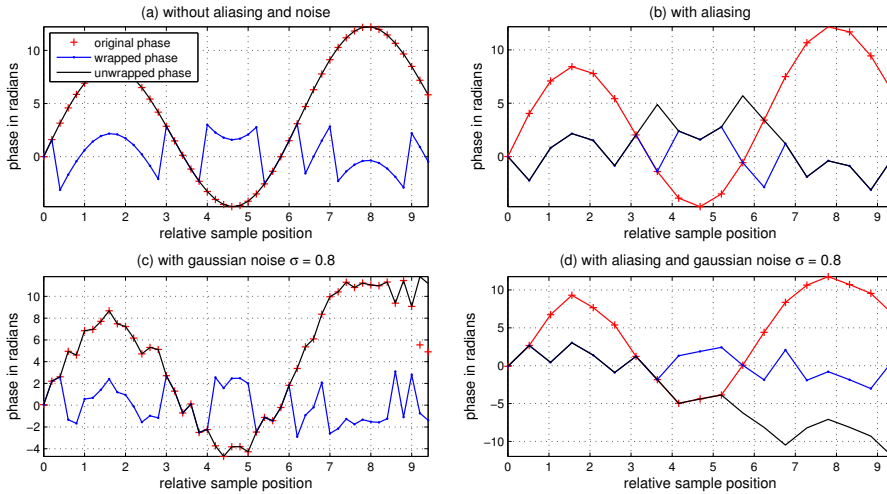 (a) without aliasing and noise
phase in radians
10
5
0
original phase
wrapped phase
unwrapped phase
0 1 2 3 4 5 6 7 8 9
relative sample position
(b) with aliasing
phase in radians
10
5
0
0 1 2 3 4 5 6 7 8 9
relative sample position
(c) with gaussian noise σ = 0.8
phase in radians
10
8
6
4
2
0
−2
−4
0 1 2 3 4 5 6 7 8 9
relative sample position
(d) with aliasing and gaussian noise σ = 0.8
phase in radians
10
5
0
−5
−10
0 1 2 3 4 5 6 7 8 9
relative sample position